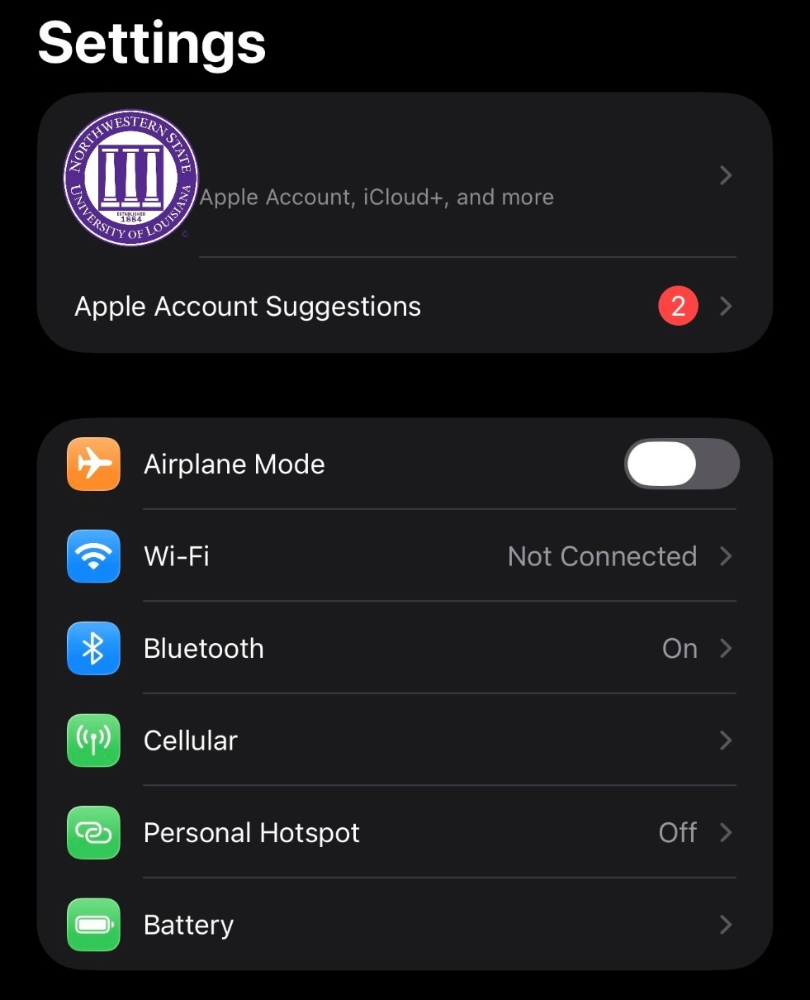 Settings
NORTHWESTERN STATE
UNIVERSITY OF LOUISIANA
ESTABLISHED
1884
©
Apple Account, iCloud+, and more
Apple Account Suggestions 2
Airplane Mode
Wi-Fi Not Connected
Bluetooth On
Cellular
Personal Hotspot Off
Battery